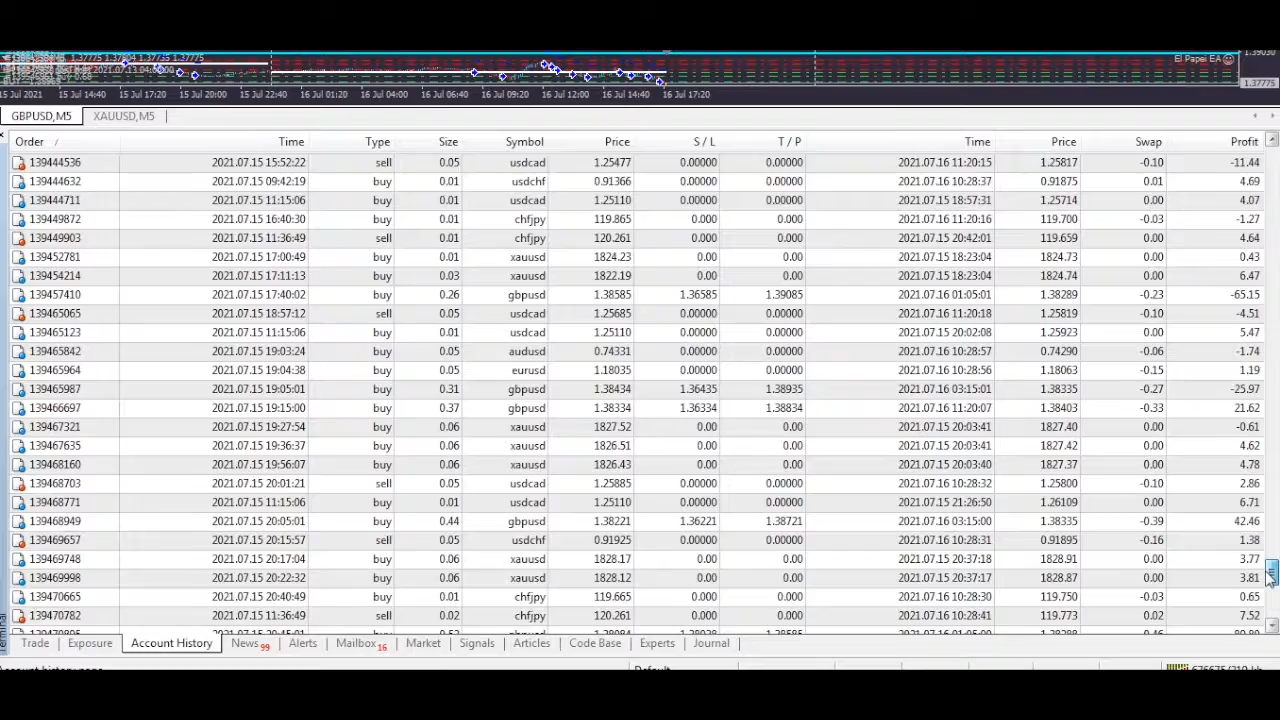 1.39030
El Papei EA
1.37775
15 Jul 2021 15 Jul 14:40 15 Jul 17:20 15 Jul 20:00 15 Jul 22:40 16 Jul 01:20 16 Jul 04:00 16 Jul 06:40 16 Jul 09:20 16 Jul 12:00 16 Jul 14:40 16 Jul 17:20
GBPUSD,M5 XAUUSD,M5
Order / Time Type Size Symbol Price S / L T / P Time Price Swap Profit
139444536 2021.07.15 15:52:22 sell 0.05 usdcad 1.25477 0.00000 0.00000 2021.07.16 11:20:15 1.25817 -0.10 -11.44
139444632 2021.07.15 09:42:19 buy 0.01 usdchf 0.91366 0.00000 0.00000 2021.07.16 10:28:37 0.91875 0.01 4.69
139444711 2021.07.15 11:15:06 buy 0.01 usdcad 1.25110 0.00000 0.00000 2021.07.15 18:57:31 1.25714 0.00 4.07
139449872 2021.07.15 16:40:30 buy 0.01 chfjpy 119.865 0.000 0.000 2021.07.16 11:20:16 119.700 -0.03 -1.27
139449903 2021.07.15 11:36:49 sell 0.01 chfjpy 120.261 0.000 0.000 2021.07.15 20:42:01 119.659 0.00 4.64
139452781 2021.07.15 17:00:49 buy 0.01 xauusd 1824.23 0.00 0.00 2021.07.15 18:23:04 1824.73 0.00 0.43
139454214 2021.07.15 17:11:13 buy 0.03 xauusd 1822.19 0.00 0.00 2021.07.15 18:23:04 1824.74 0.00 6.47
139457410 2021.07.15 17:40:02 buy 0.26 gbpusd 1.38585 1.36585 1.39085 2021.07.16 01:05:01 1.38289 -0.23 -65.15
139465065 2021.07.15 18:57:12 sell 0.05 usdcad 1.25685 0.00000 0.00000 2021.07.16 11:20:18 1.25819 -0.10 -4.51
139465123 2021.07.15 11:15:06 buy 0.01 usdcad 1.25110 0.00000 0.00000 2021.07.15 20:02:08 1.25923 0.00 5.47
139465842 2021.07.15 19:03:24 buy 0.05 audusd 0.74331 0.00000 0.00000 2021.07.16 10:28:57 0.74290 -0.06 -1.74
139465964 2021.07.15 19:04:38 buy 0.05 eurusd 1.18035 0.00000 0.00000 2021.07.16 10:28:56 1.18063 -0.15 1.19
139465987 2021.07.15 19:05:01 buy 0.31 gbpusd 1.38434 1.36435 1.38935 2021.07.16 03:15:01 1.38335 -0.27 -25.97
139466697 2021.07.15 19:15:00 buy 0.37 gbpusd 1.38334 1.36334 1.38834 2021.07.16 11:20:07 1.38403 -0.33 21.62
139467321 2021.07.15 19:27:54 buy 0.06 xauusd 1827.52 0.00 0.00 2021.07.15 20:03:41 1827.40 0.00 -0.61
139467635 2021.07.15 19:36:37 buy 0.06 xauusd 1826.51 0.00 0.00 2021.07.15 20:03:41 1827.42 0.00 4.62
139468160 2021.07.15 19:56:07 buy 0.06 xauusd 1826.43 0.00 0.00 2021.07.15 20:03:40 1827.37 0.00 4.78
139468703 2021.07.15 20:01:21 sell 0.05 usdcad 1.25885 0.00000 0.00000 2021.07.16 10:28:32 1.25800 -0.10 2.86
139468771 2021.07.15 11:15:06 buy 0.01 usdcad 1.25110 0.00000 0.00000 2021.07.15 21:26:50 1.26109 0.00 6.71
139468949 2021.07.15 20:05:01 buy 0.44 gbpusd 1.38221 1.36221 1.38721 2021.07.16 03:15:00 1.38335 -0.39 42.46
139469657 2021.07.15 20:15:57 sell 0.05 usdchf 0.91925 0.00000 0.00000 2021.07.16 10:28:31 0.91895 -0.16 1.38
139469748 2021.07.15 20:17:04 buy 0.06 xauusd 1828.17 0.00 0.00 2021.07.15 20:37:18 1828.91 0.00 3.77
139469998 2021.07.15 20:22:32 buy 0.06 xauusd 1828.12 0.00 0.00 2021.07.15 20:37:17 1828.87 0.00 3.81
139470665 2021.07.15 20:40:49 buy 0.01 chfjpy 119.665 0.000 0.000 2021.07.16 10:28:30 119.750 -0.03 0.65
139470782 2021.07.15 11:36:49 sell 0.02 chfjpy 120.261 0.000 0.000 2021.07.16 10:28:41 119.773 0.02 7.52
Trade Exposure Account History News 99 Alerts Mailbox 16 Market Signals Articles Code Base Experts Journal